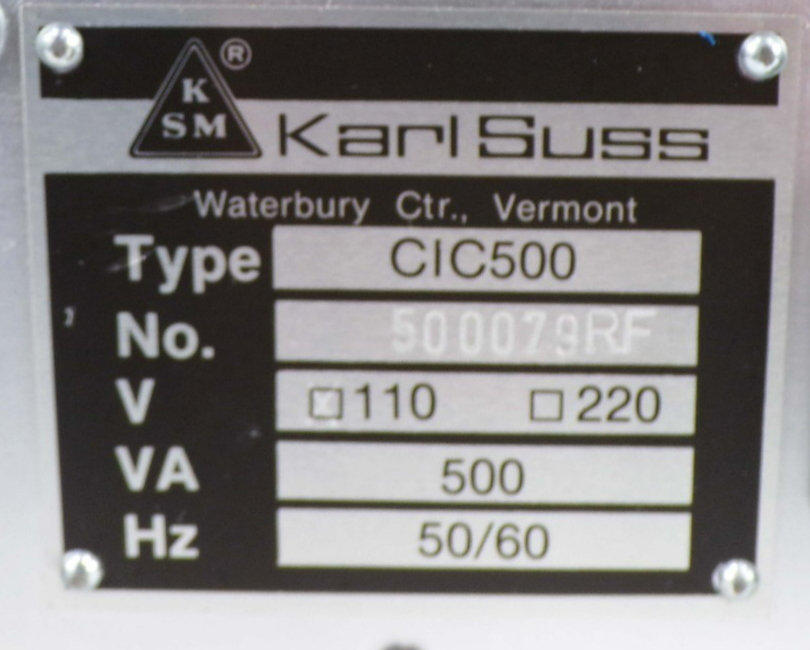 K
SM
®
Karl Suss
Waterbury Ctr., Vermont
Type CIC500
No. 500079RF
V □110 □220
VA 500
Hz 50/60